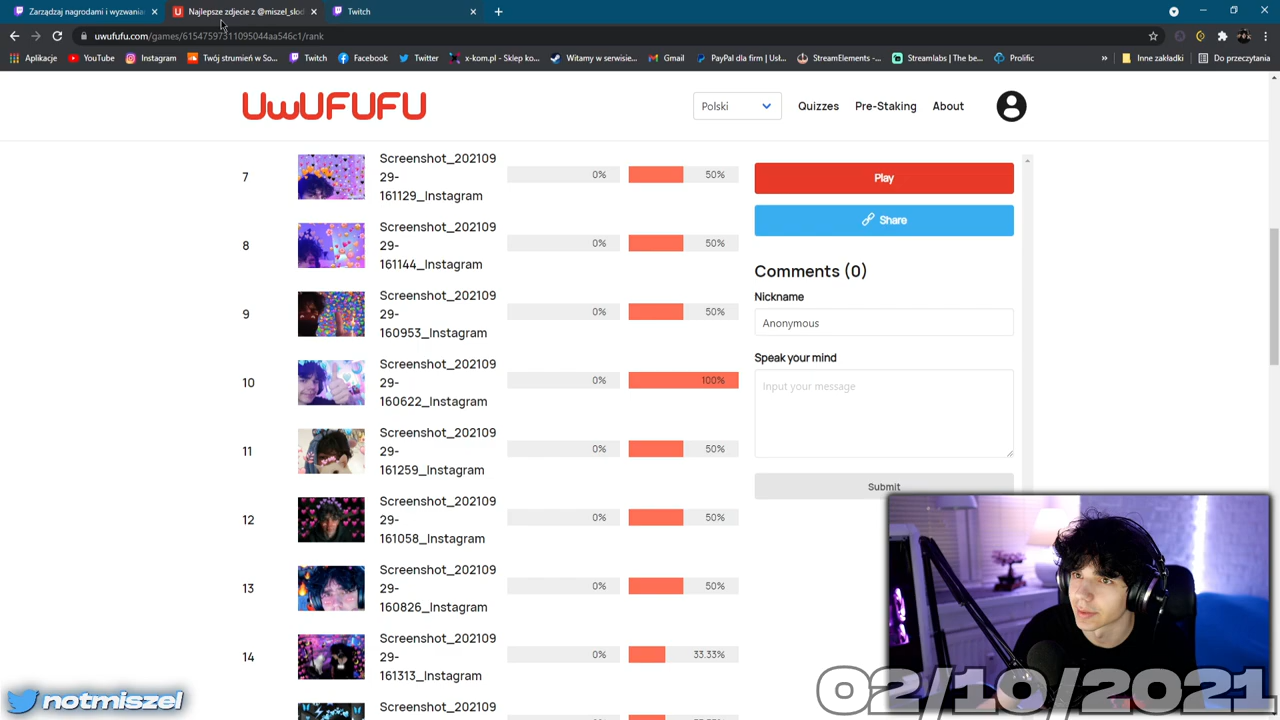 Zarządzaj nagrodami i wyzwania
Najlepsze zdjecie z @miszel_slod
Twitch
uwufufu.com/games/61547597311095044aa546c1/rank
Aplikacje
YouTube
Instagram
Twój strumień w So...
Twitch
Facebook
Twitter
x-kom.pl - Sklep ko...
Witamy w serwisie...
Gmail
PayPal dla firm | Usł...
StreamElements - ...
Streamlabs | The be...
Prolific
»
Inne zakładki
Do przeczytania
UwUFUFU
Polski
Quizzes
Pre-Staking
About
7
Screenshot_202109
29-
161129_Instagram
0%
50%
8
Screenshot_202109
29-
161144_Instagram
0%
50%
9
Screenshot_202109
29-
160953_Instagram
0%
50%
10
Screenshot_202109
29-
160622_Instagram
0%
100%
11
Screenshot_202109
29-
161259_Instagram
0%
50%
12
Screenshot_202109
29-
161058_Instagram
0%
50%
13
Screenshot_202109
29-
160826_Instagram
0%
50%
14
Screenshot_202109
29-
161313_Instagram
0%
33.33%
Screenshot_202109
0%
Play
Share
Comments (0)
Nickname
Anonymous
Speak your mind
Input your message
Submit
notmiszel
02/10/2021